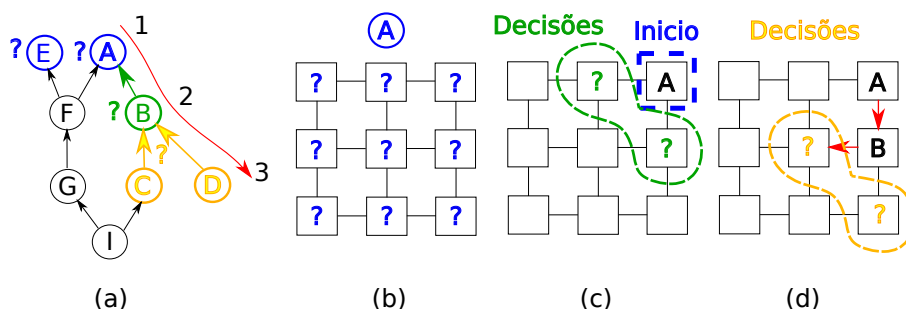 1
Decisões Inicio Decisões
? E ? A A
F ? B 2
? ? ? ? A A
? 3
G C D ? ? ? ? ? B
I ? ? ? ?
(a) (b) (c) (d)